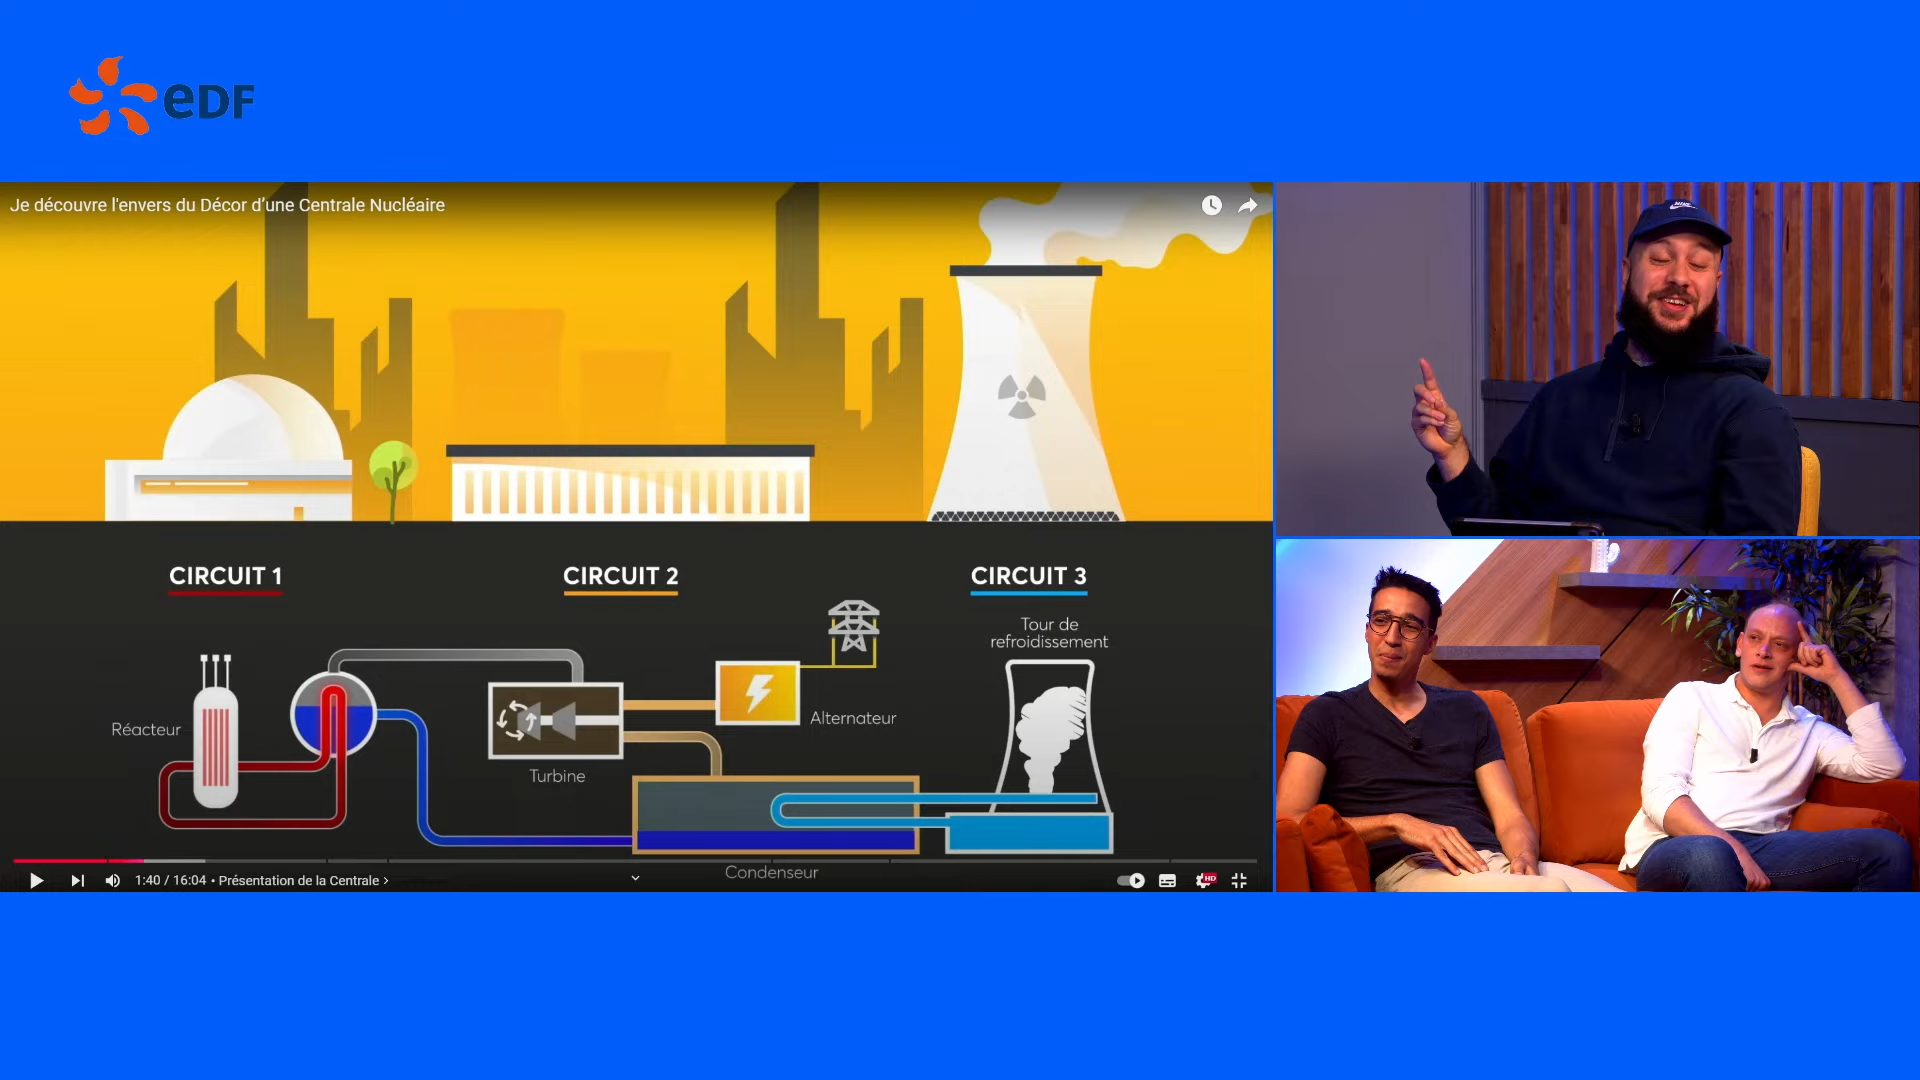 eDF
Je découvre l'envers du Décor d’une Centrale Nucléaire
CIRCUIT 1
CIRCUIT 2
CIRCUIT 3
Tour de
refroidissement
Réacteur
Alternateur
Turbine
Condenseur
1:40 / 16:04 • Présentation de la Centrale ›
HD